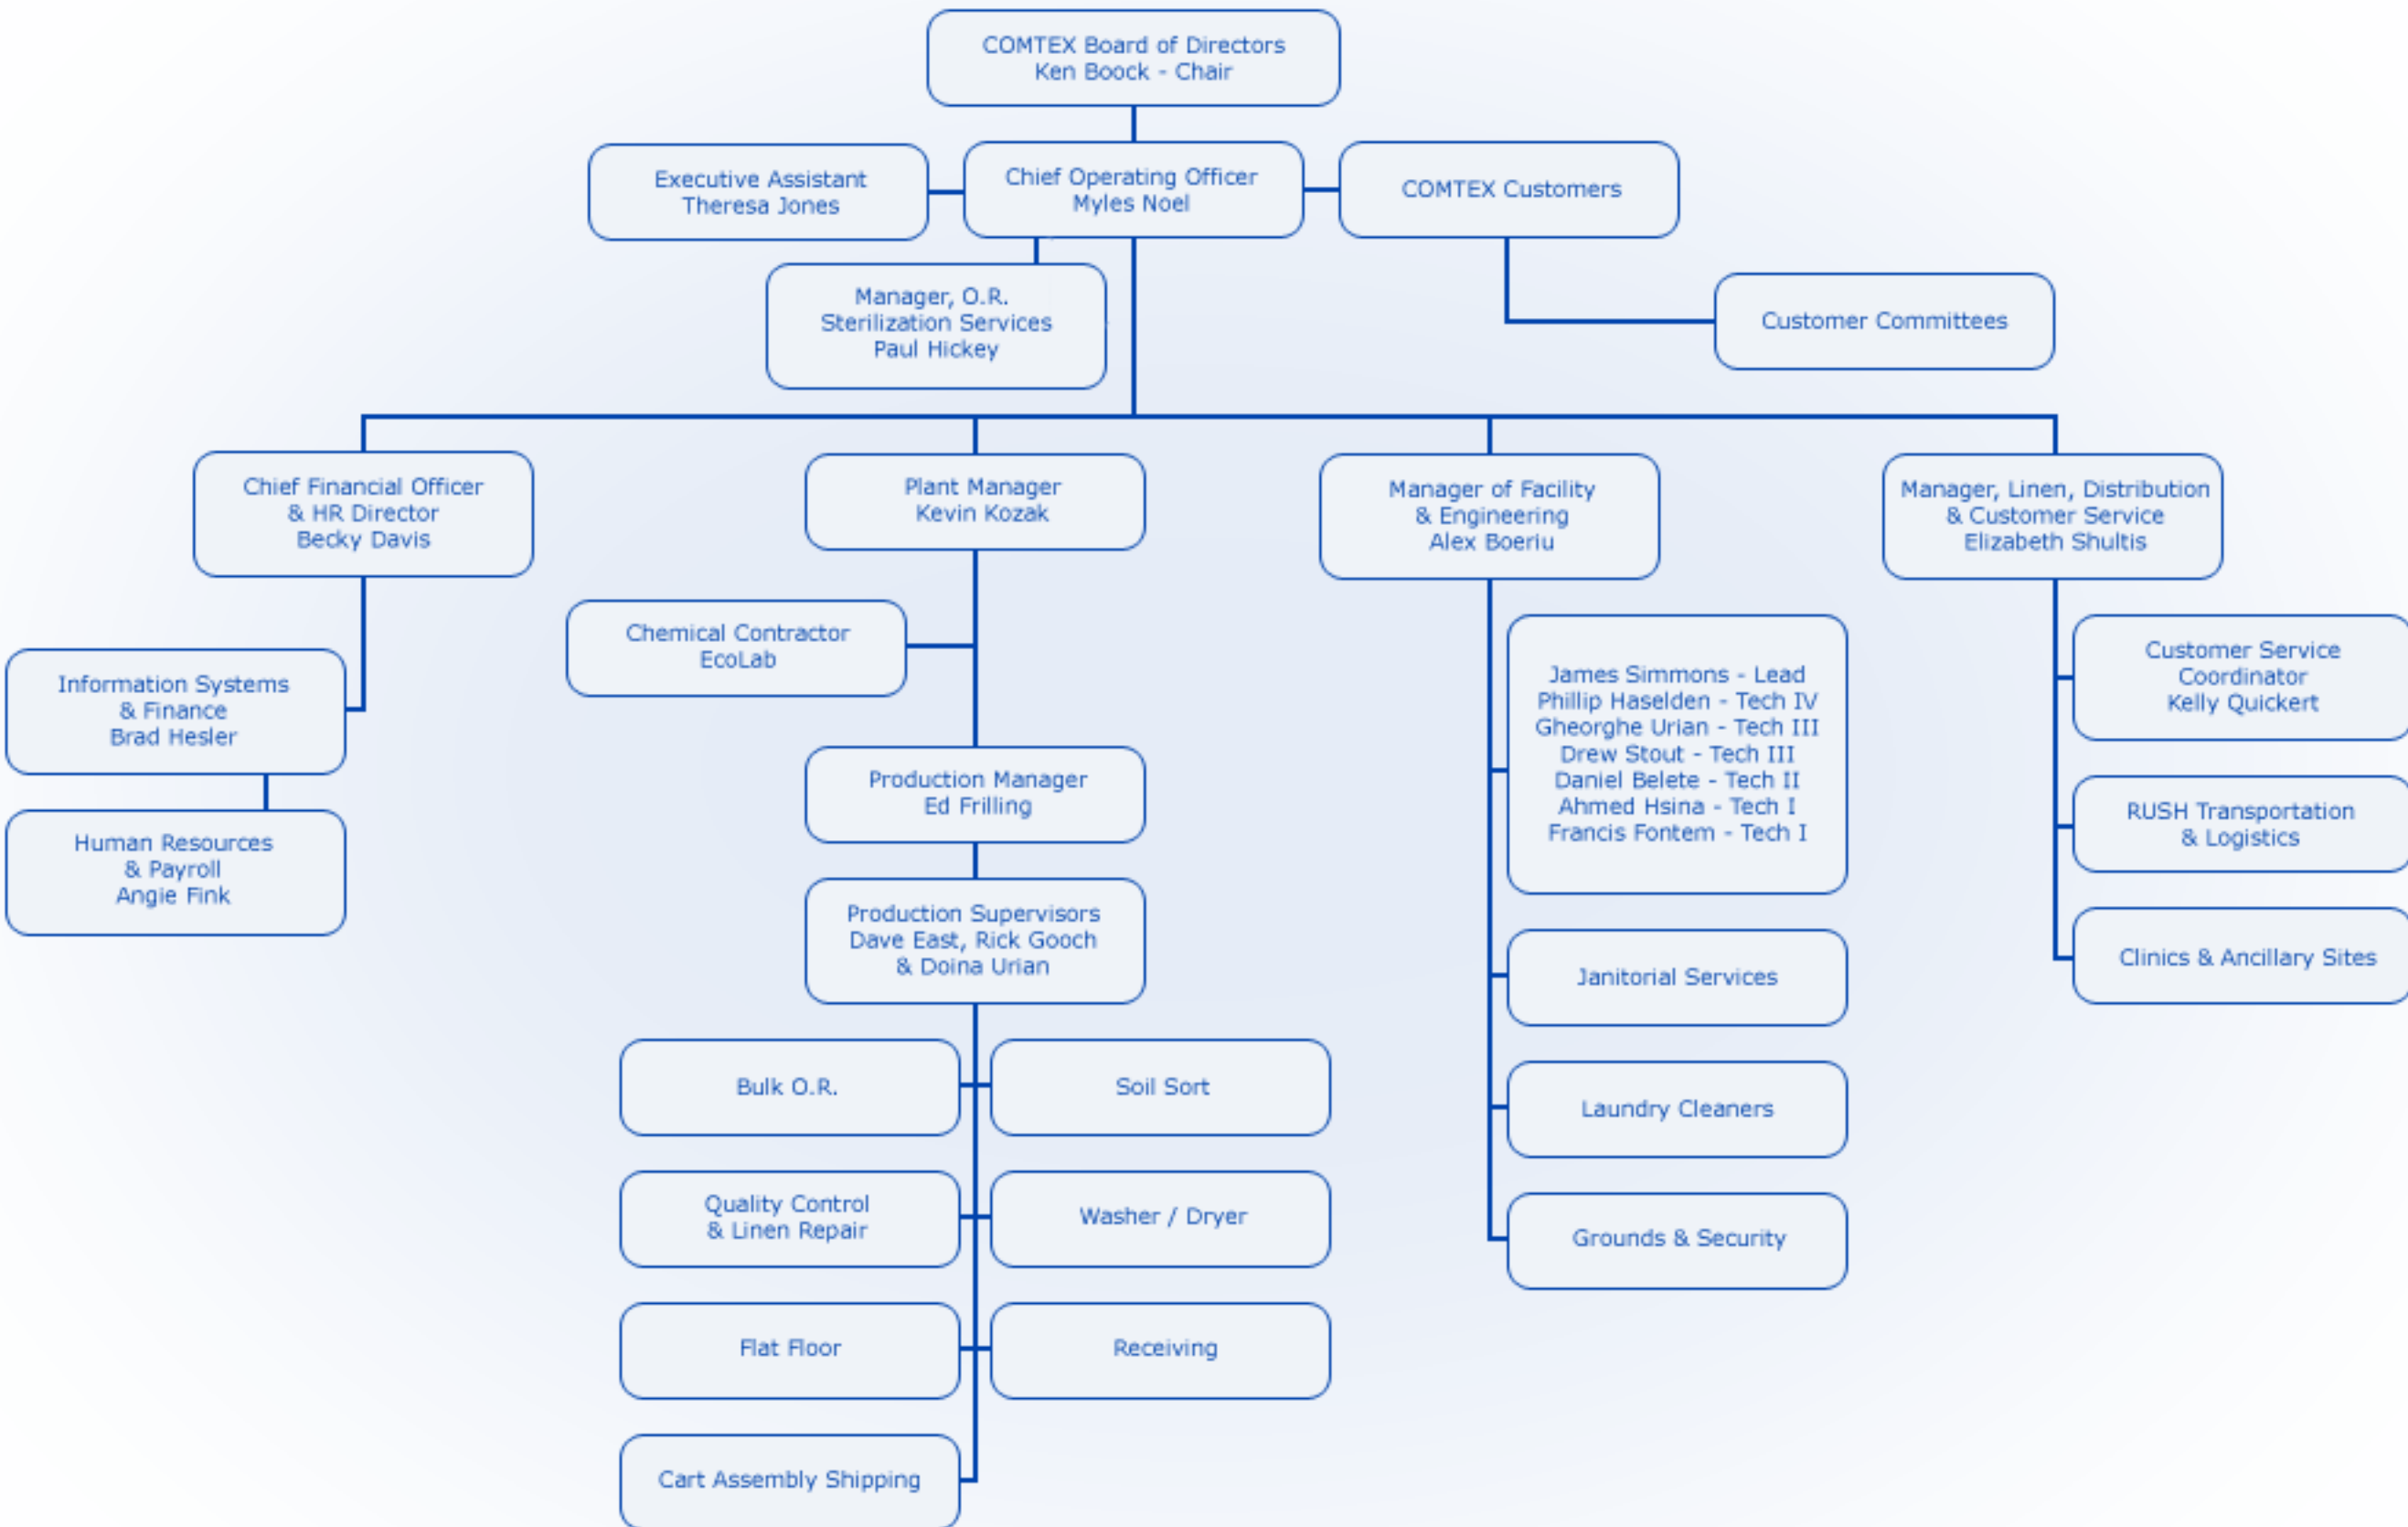 COMTEX Board of Directors
Ken Boock - Chair
Executive Assistant
Theresa Jones
Chief Operating Officer
Myles Noel
COMTEX Customers
Manager, O.R.
Sterilization Services
Paul Hickey
Customer Committees
Chief Financial Officer
& HR Director
Becky Davis
Plant Manager
Kevin Kozak
Manager of Facility
& Engineering
Alex Boeriu
Manager, Linen, Distribution
& Customer Service
Elizabeth Shultis
Information Systems
& Finance
Brad Hesler
Human Resources
& Payroll
Angie Fink
Chemical Contractor
EcoLab
Production Manager
Ed Frilling
Production Supervisors
Dave East, Rick Gooch
& Doina Urian
Bulk O.R.
Soil Sort
Quality Control
& Linen Repair
Washer / Dryer
Flat Floor
Receiving
Cart Assembly Shipping
James Simmons - Lead
Phillip Haselden - Tech IV
Gheorghe Urian - Tech III
Drew Stout - Tech III
Daniel Belete - Tech II
Ahmed Hsina - Tech I
Francis Fontem - Tech I
Janitorial Services
Laundry Cleaners
Grounds & Security
Customer Service
Coordinator
Kelly Quickert
RUSH Transportation
& Logistics
Clinics & Ancillary Sites